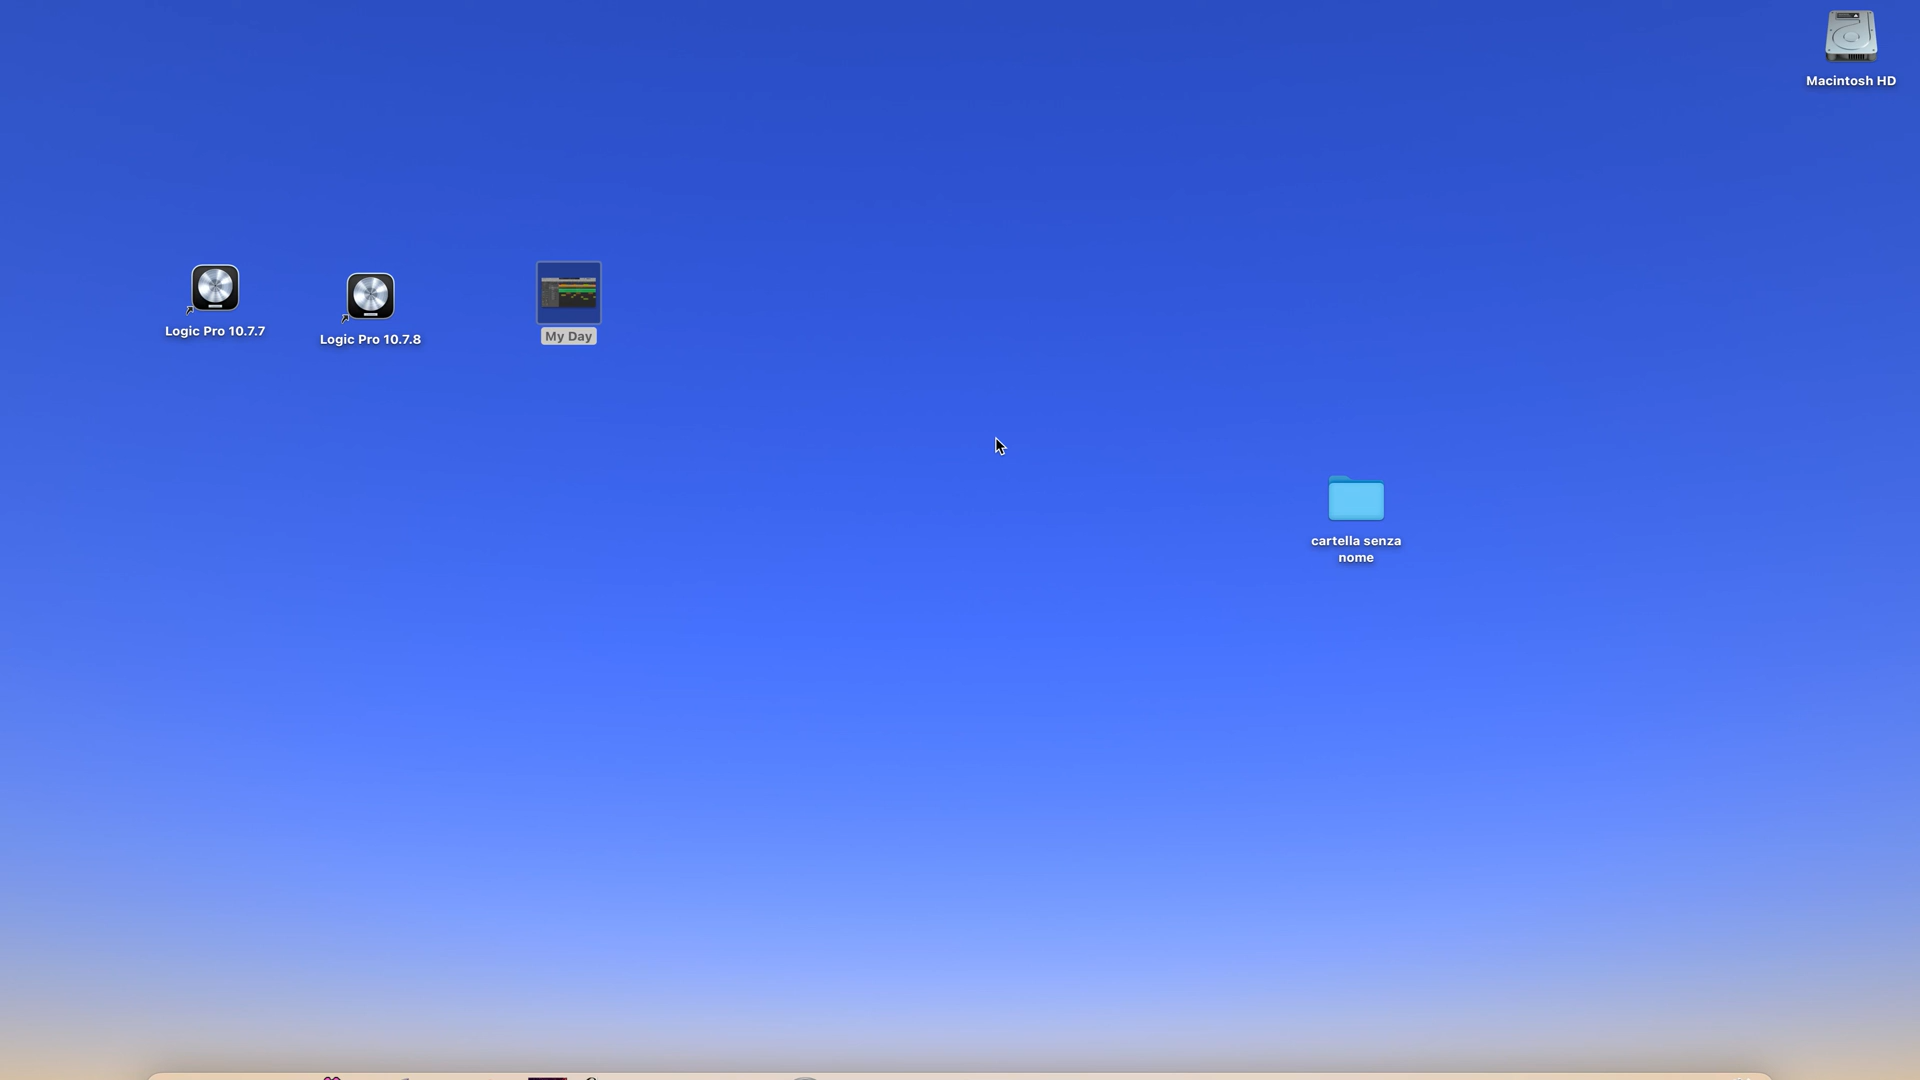 Macintosh HD
Logic Pro 10.7.7
Logic Pro 10.7.8
My Day
cartella senza
nome